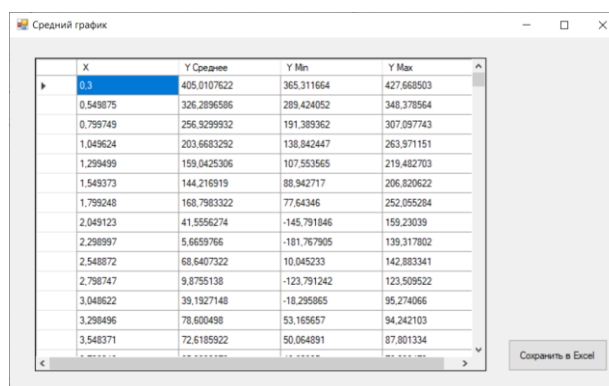 Средний график
X Y Среднее Y Min Y Max
0,3 405,0107622 365,311664 427,668503
0,549875 326,2896586 289,424052 348,378564
0,799749 256,9299932 191,389362 307,097743
1,049624 203,6683292 138,842447 263,971151
1,299499 159,0425306 107,553565 219,482703
1,549373 144,216919 88,942717 206,820622
1,799248 168,7983322 77,64346 252,055284
2,049123 41,5556274 -145,791846 159,23039
2,298997 5,6659766 -181,767905 139,317802
2,548872 68,6407322 10,045233 142,883341
2,798747 9,8755138 -123,791242 123,509522
3,048622 39,1927148 -18,295865 95,274066
3,298496 78,600498 53,165657 94,242103
3,548371 72,6185922 50,064891 87,801334
Сохранить в Excel